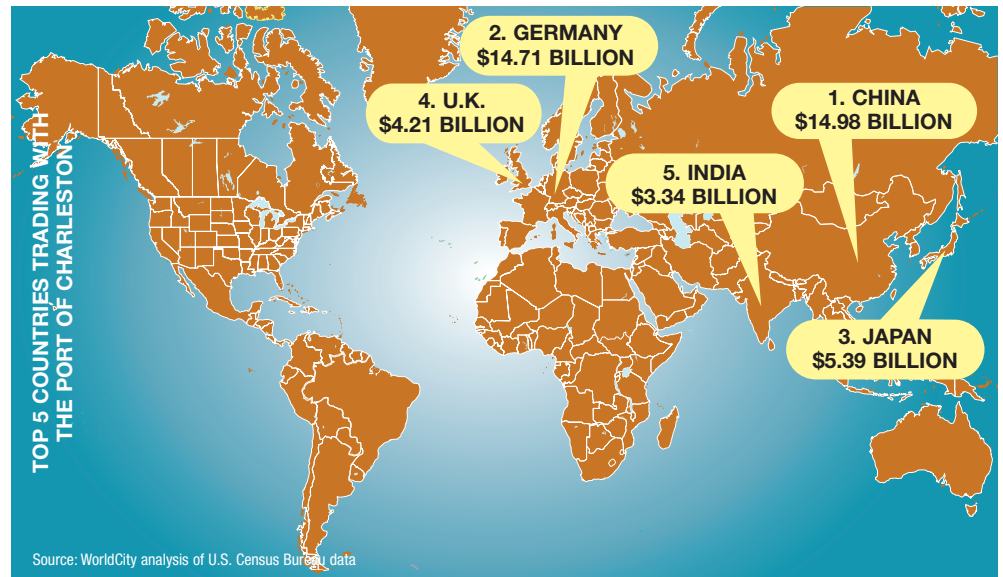 TOP 5 COUNTRIES TRADING WITH
THE PORT OF CHARLESTON
2. GERMANY
$14.71 BILLION
4. U.K.
$4.21 BILLION
1. CHINA
$14.98 BILLION
5. INDIA
$3.34 BILLION
3. JAPAN
$5.39 BILLION
Source: WorldCity analysis of U.S. Census Bureau data